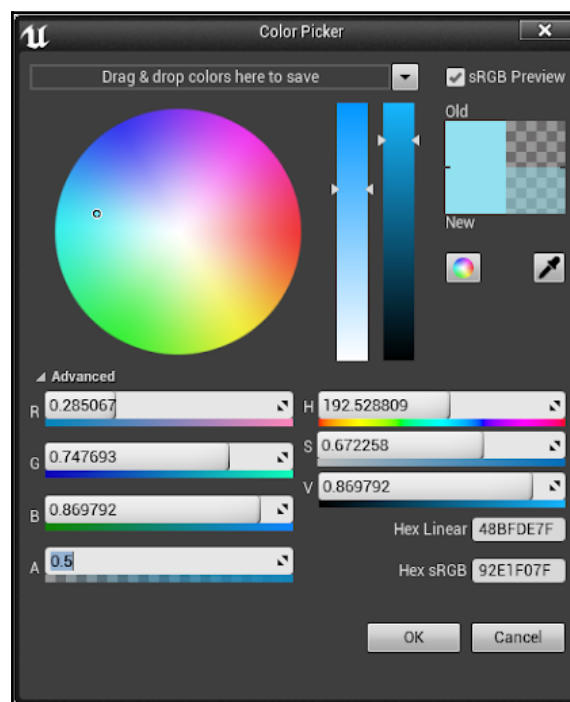 Color Picker
Drag & drop colors here to save
sRGB Preview
Old
New
Advanced
R 0.285067
H 192.528809
G 0.747693
S 0.672258
B 0.869792
V 0.869792
Hex Linear 48BFDE7F
A 0.5
Hex sRGB 92E1F07F
OK
Cancel